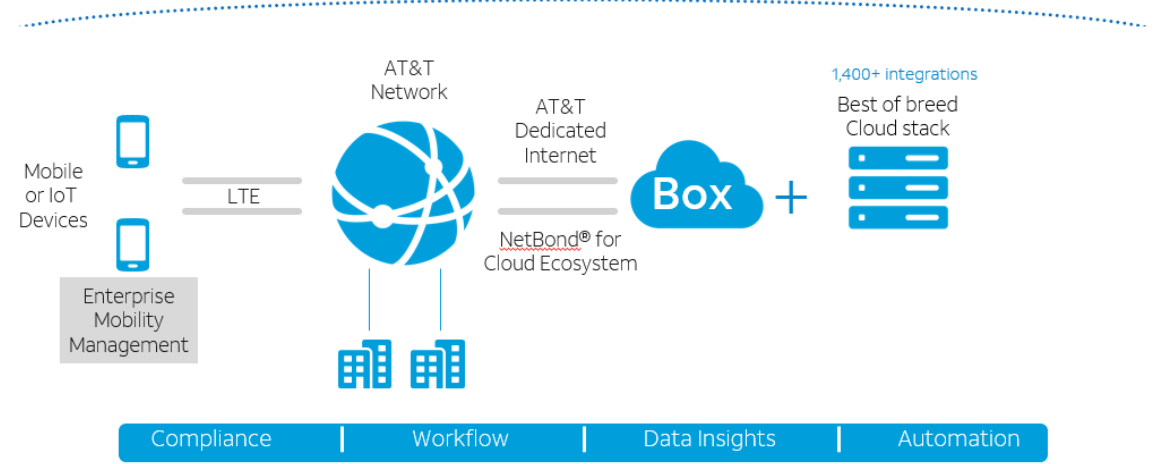 Mobile
or IoT
Devices
Enterprise
Mobility
Management
LTE
AT&T
Network
AT&T
Dedicated
Internet
NetBond® for
Cloud Ecosystem
Box
+
1,400+ integrations
Best of breed
Cloud stack
Compliance | Workflow | Data Insights | Automation